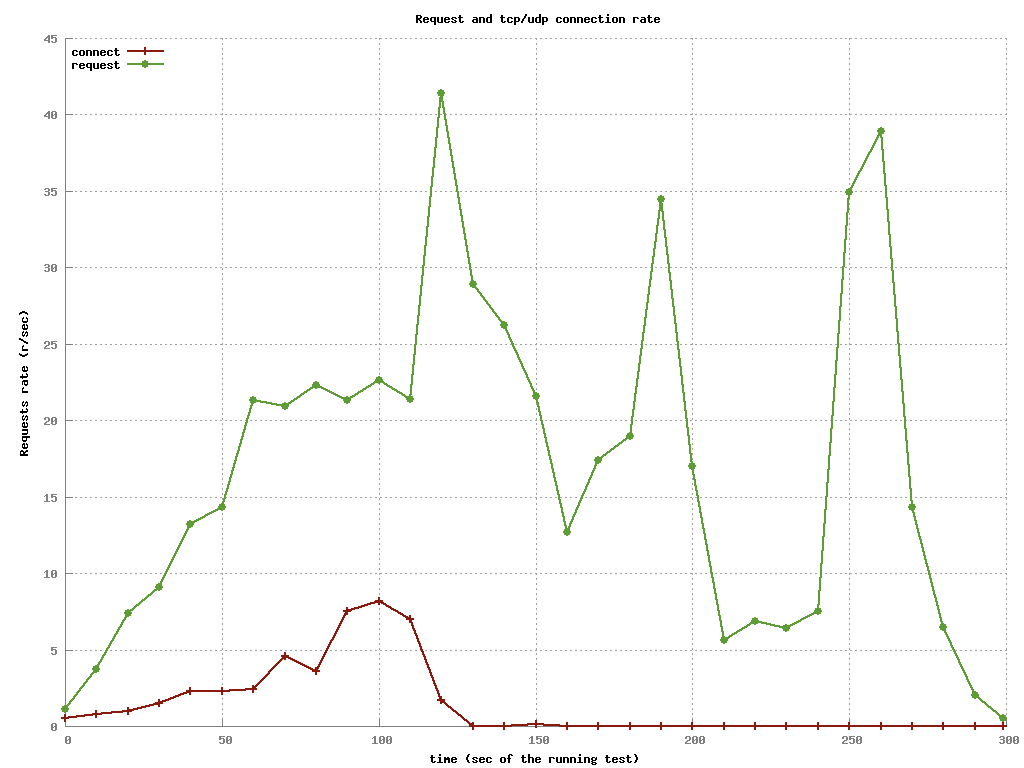 Request and tcp/udp connection rate
45
connect
request
40
35
30
25
20
15
10
5
0
Requests rate (r/sec)
0 50 100 150 200 250 300
time (sec of the running test)